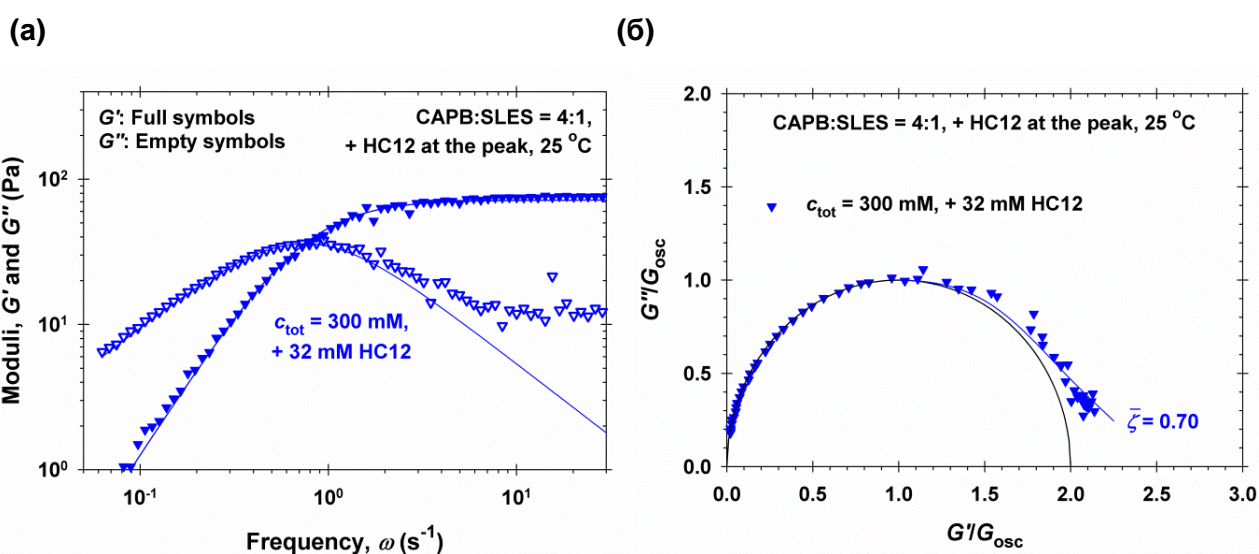 (а)
G': Full symbols
G'': Empty symbols
CAPB:SLES = 4:1,
+ HC12 at the peak, 25 °C
Moduli, G' and G'' (Pa)
10²
10¹
10⁰
c_tot = 300 mM,
+ 32 mM HC12
10⁻¹ 10⁰ 10¹
Frequency, ω (s⁻¹)
(б)
CAPB:SLES = 4:1, + HC12 at the peak, 25 °C
c_tot = 300 mM, + 32 mM HC12
G''/G_osc
2.0
1.5
1.0
0.5
0.0
ζ̄ = 0.70
0.0 0.5 1.0 1.5 2.0 2.5 3.0
G'/G_osc